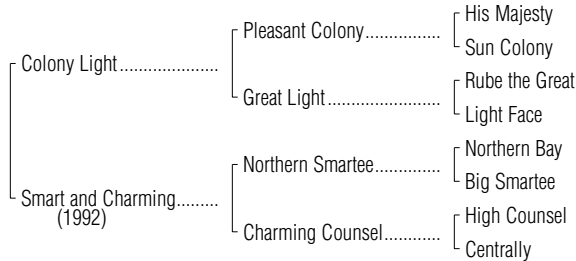 His Majesty
Pleasant Colony................
Sun Colony
Colony Light.....................
Rube the Great
Great Light........................
Light Face
Northern Bay
Northern Smartee..............
Big Smartee
Smart and Charming.........
(1992)
High Counsel
Charming Counsel............
Centrally